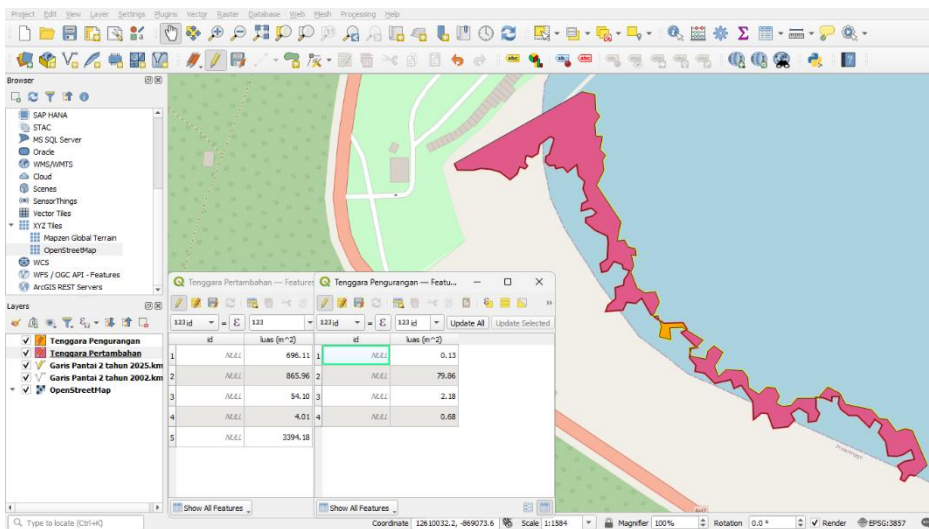 Project Edit View Layer Settings Plugins Vector Raster Database Web Mesh Processing Help
Browser
SAP HANA
STAC
MS SQL Server
Oracle
WMS/WMTS
Cloud
Scenes
SensorThings
Vector Tiles
XYZ Tiles
Mapzen Global Terrain
OpenStreetMap
WCS
WFS / OGC API - Features
ArcGIS REST Servers
Layers
Tenggara Pengurangan
Tenggara Pertambahan
Garis Pantai 2 tahun 2025.km
Garis Pantai 2 tahun 2002.km
OpenStreetMap
Tenggara Pertambahan — Features
123 id = ε 123
id luas (m^2)
1 NULL 696.11
2 NULL 865.96
3 NULL 54.10
4 NULL 4.01
5 NULL 3394.18
Show All Features
Tenggara Pengurangan — Featu...
123 id = ε 123 id Update All Update Selected
id luas (m^2)
1 NULL 0.13
2 NULL 79.86
3 NULL 2.18
4 NULL 0.68
Show All Features
Type to locate (Ctrl+K)
Coordinate 12610032.2, -869073.6 Scale 1:1584 Magnifier 100% Rotation 0.0 ° Render EPSG:3857